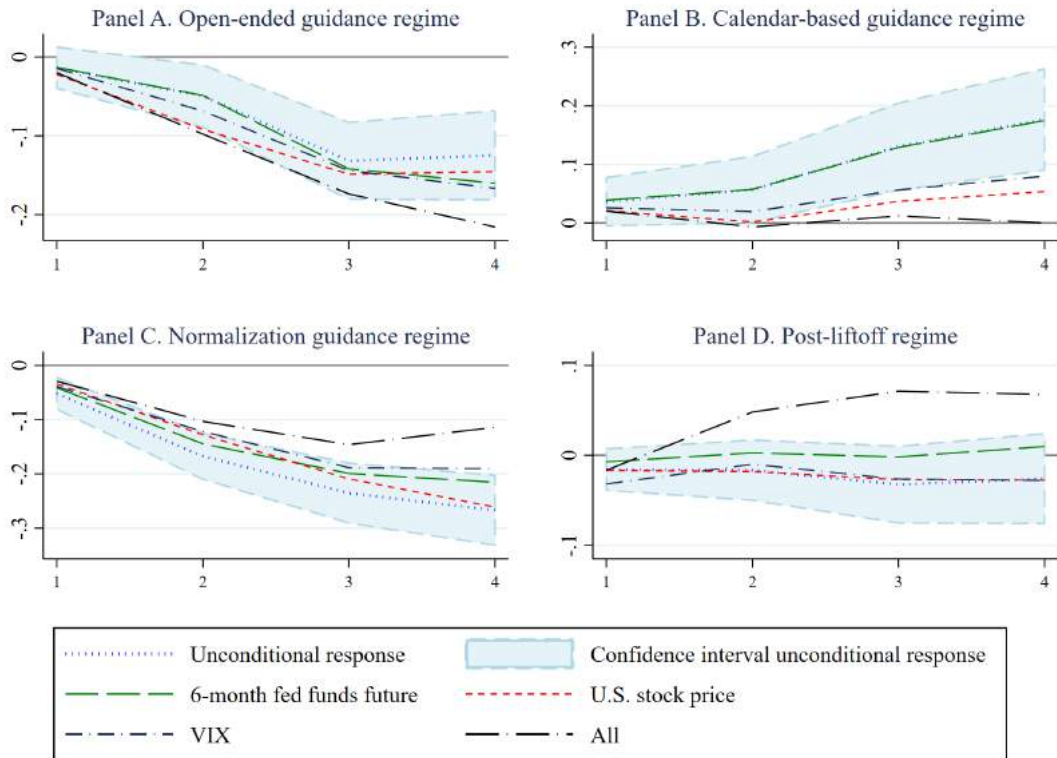 Panel A. Open-ended guidance regime
0
-.1
-.2
1 2 3 4
Panel B. Calendar-based guidance regime
.3
.2
.1
0
1 2 3 4
Panel C. Normalization guidance regime
0
-.1
-.2
-.3
1 2 3 4
Panel D. Post-liftoff regime
.1
0
-.1
1 2 3 4
Unconditional response
Confidence interval unconditional response
6-month fed funds future
U.S. stock price
VIX
All